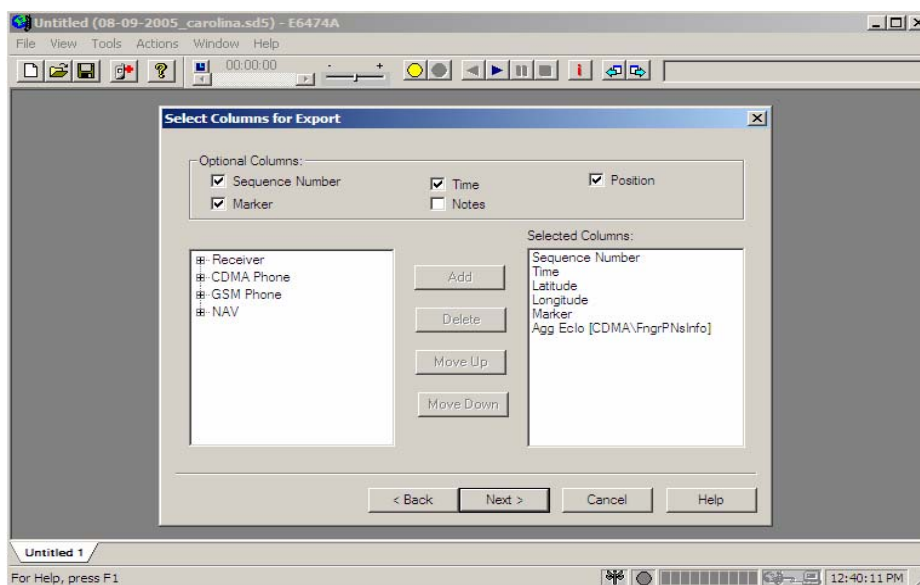 Untitled (08-09-2005_carolina.sd5) - E6474A
File View Tools Actions Window Help
00:00:00
- +
Select Columns for Export
Optional Columns:
Sequence Number
Time
Position
Marker
Notes
Receiver
CDMA Phone
GSM Phone
NAV
Add
Delete
Move Up
Move Down
Selected Columns:
Sequence Number
Time
Latitude
Longitude
Marker
Agg EcIo [CDMA\FngrPNsInfo]
< Back
Next >
Cancel
Help
Untitled 1
For Help, press F1
12:40:11 PM